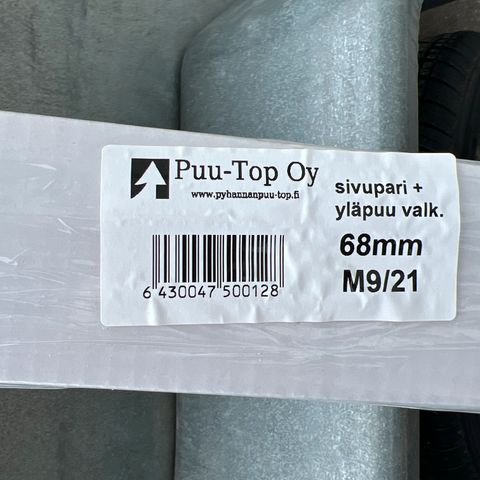 Puu-Top Oy
www.pyhannanpuu-top.fi
6 430047 500128
sivupari +
yläpuu valk.
68mm
M9/21